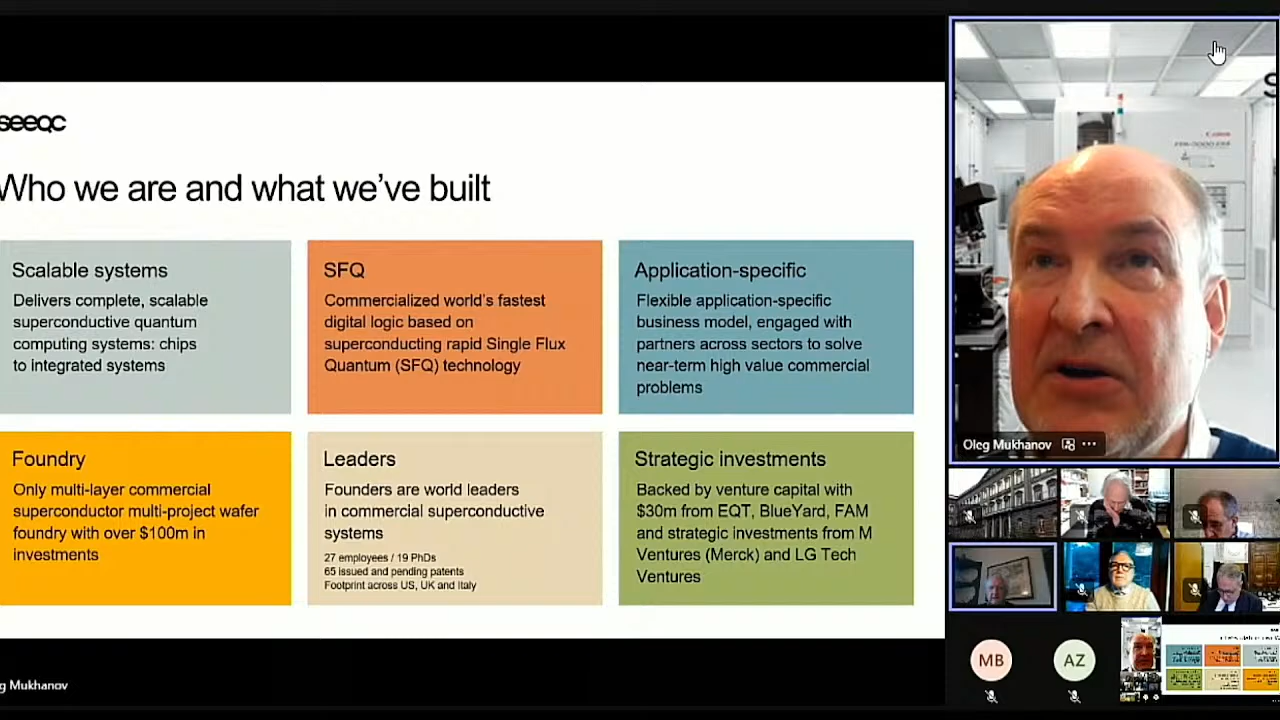 seeqc
Who we are and what we've built
Scalable systems
Delivers complete, scalable
superconductive quantum
computing systems: chips
to integrated systems
SFQ
Commercialized world's fastest
digital logic based on
superconducting rapid Single Flux
Quantum (SFQ) technology
Application-specific
Flexible application-specific
business model, engaged with
partners across sectors to solve
near-term high value commercial
problems
Foundry
Only multi-layer commercial
superconductor multi-project wafer
foundry with over $100m in
investments
Leaders
Founders are world leaders
in commercial superconductive
systems
27 employees / 19 PhDs
65 issued and pending patents
Footprint across US, UK and Italy
Strategic investments
Backed by venture capital with
$30m from EQT, BlueYard, FAM
and strategic investments from M
Ventures (Merck) and LG Tech
Ventures
g Mukhanov
Canon
Oleg Mukhanov
MB
AZ